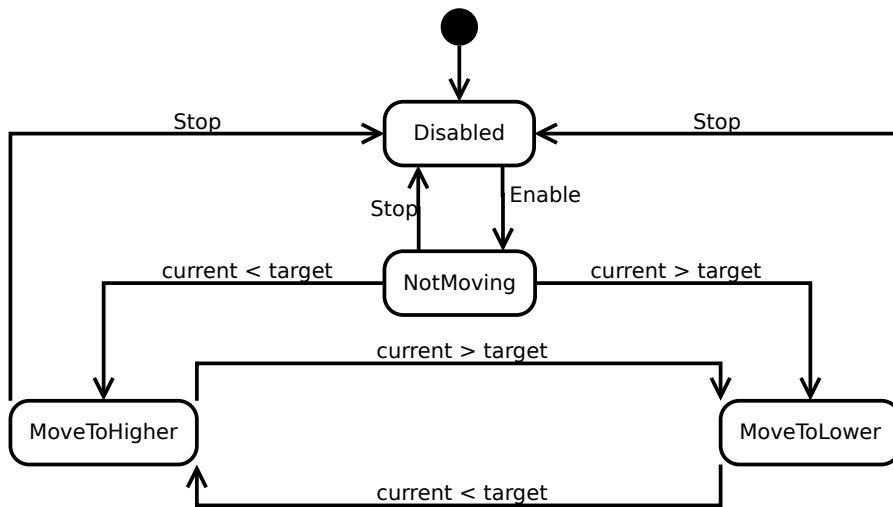 Stop
Disabled
Stop
Stop
Enable
current < target
NotMoving
current > target
current > target
MoveToHigher
MoveToLower
current < target